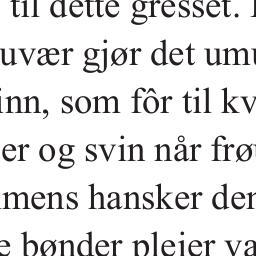 til dette gresset. 
uvær gjør det umu
inn, som fôr til kv
er og svin når frø
mens hansker der
e bønder pleier va